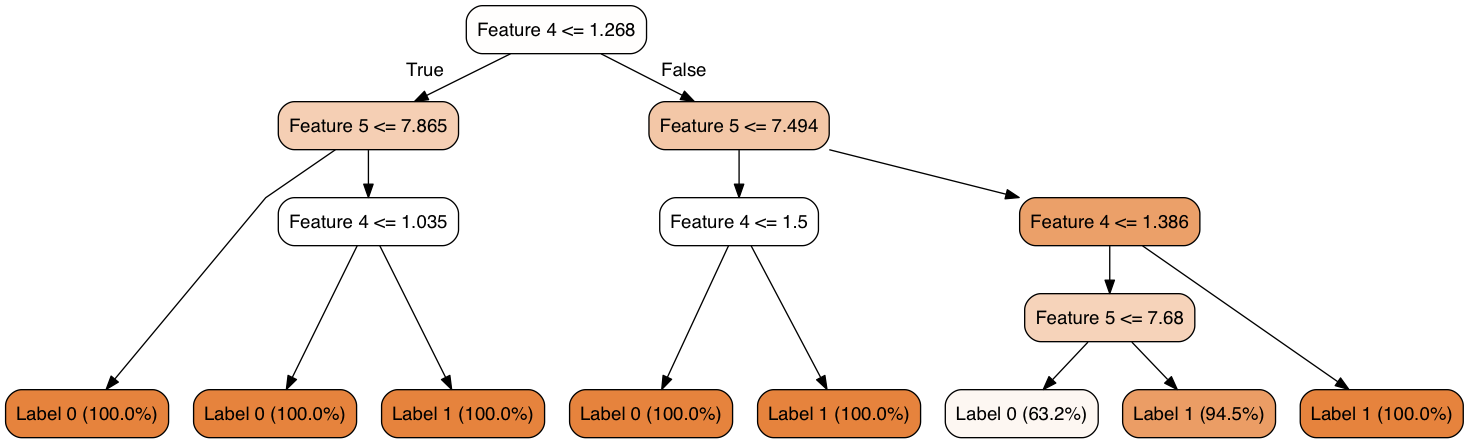 Feature 4 <= 1.268
True
False
Feature 5 <= 7.865
Feature 5 <= 7.494
Feature 4 <= 1.035
Feature 4 <= 1.5
Feature 4 <= 1.386
Feature 5 <= 7.68
Label 0 (100.0%)
Label 0 (100.0%)
Label 1 (100.0%)
Label 0 (100.0%)
Label 1 (100.0%)
Label 0 (63.2%)
Label 1 (94.5%)
Label 1 (100.0%)